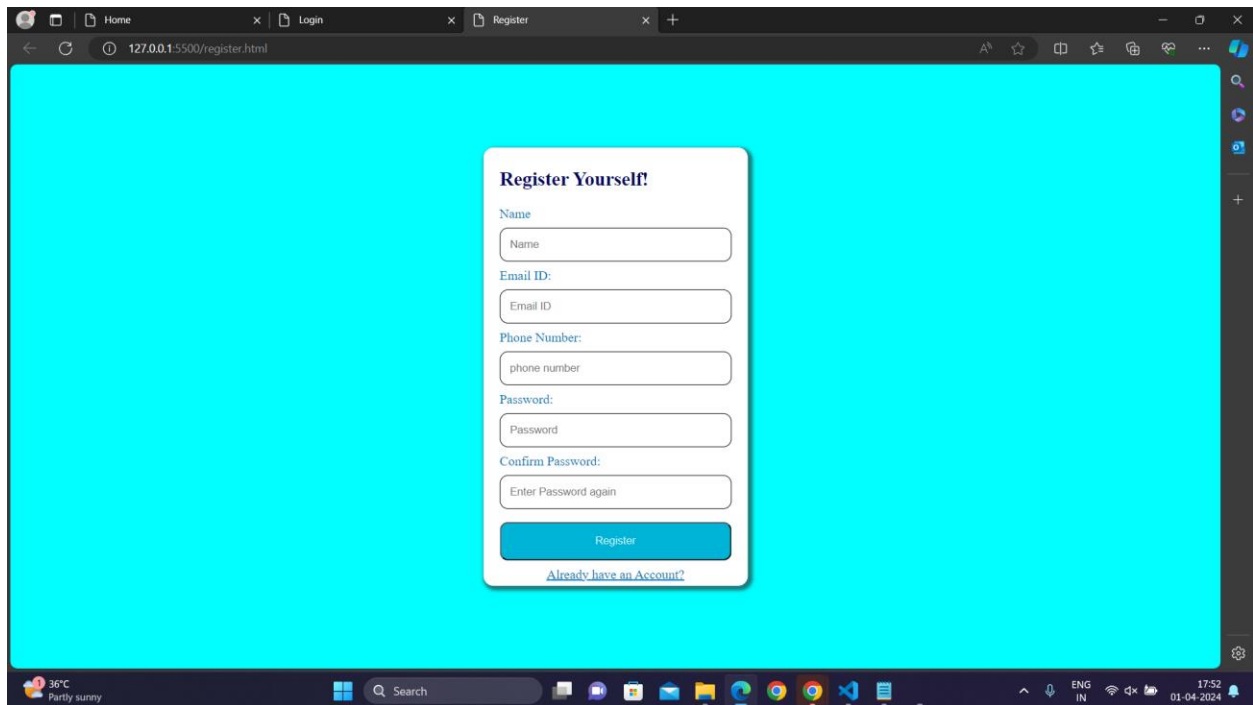 Home
Login
Register
127.0.0.1:5500/register.html
Register Yourself!
Name
Name
Email ID:
Email ID
Phone Number:
phone number
Password:
Password
Confirm Password:
Enter Password again
Register
Already have an Account?
1
36°C
Partly sunny
Search
ENG
IN
17:52
01-04-2024